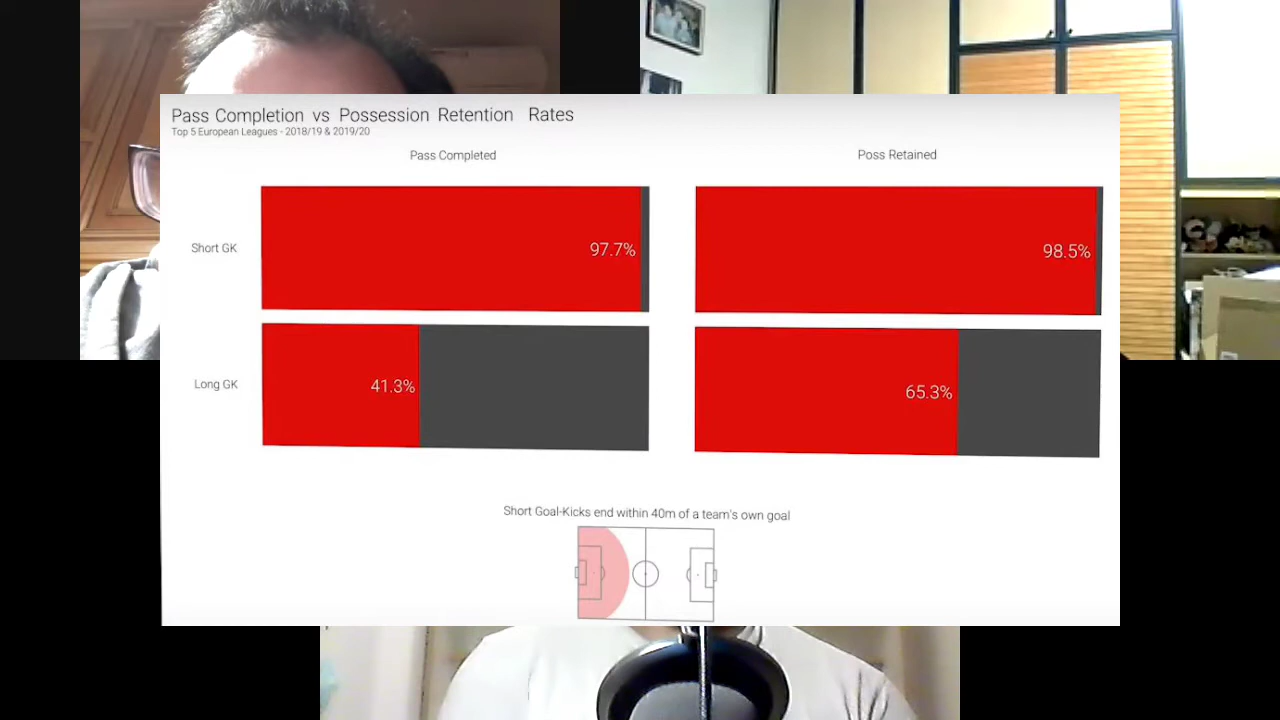 Pass Completion vs Possession Retention Rates
Top 5 European Leagues - 2018/19 & 2019/20
Pass Completed
Poss Retained
Short GK
97.7%
98.5%
Long GK
41.3%
65.3%
Short Goal-Kicks end within 40m of a team's own goal